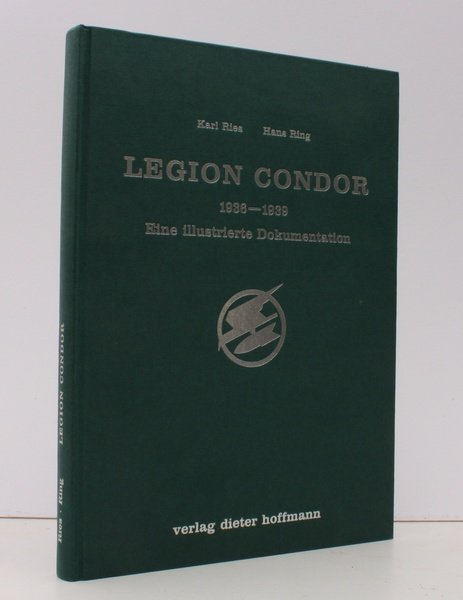 Karl Ries Hans Ring
LEGION CONDOR
1936—1939
Eine illustrierte Dokumentation
verlag dieter hoffmann
Ries · Ring LEGION CONDOR